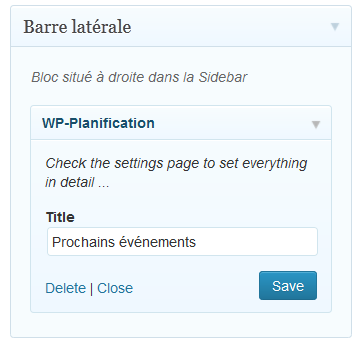 Barre latérale
Bloc situé à droite dans la Sidebar
WP-Planification
Check the settings page to set everything
in detail ...
Title
Prochains événements
Delete | Close
Save